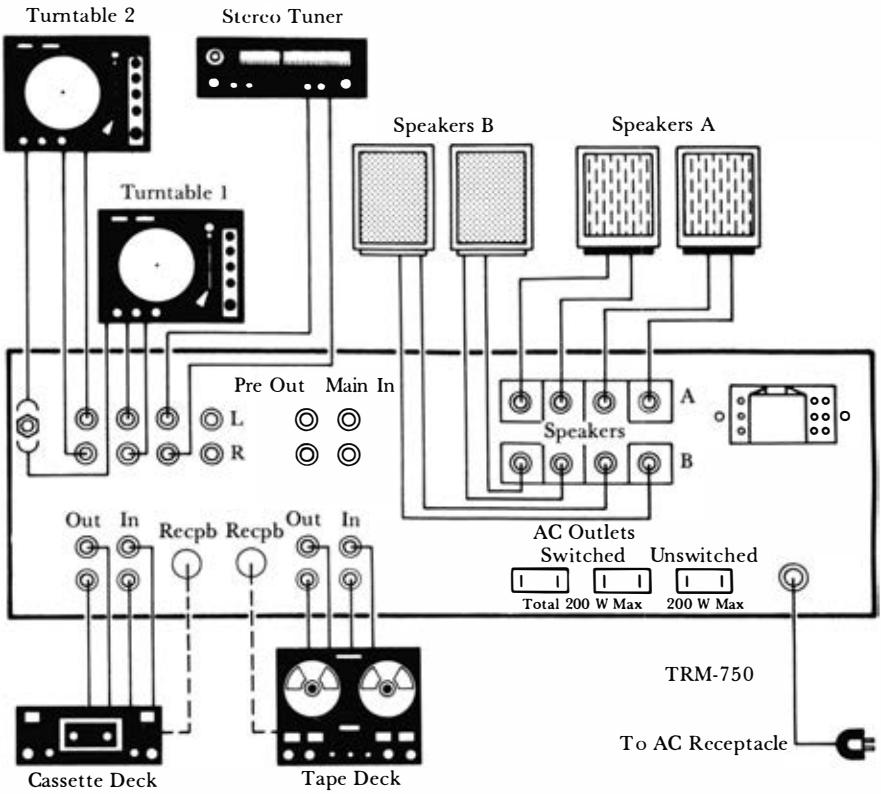 Turntable 2
Stereo Tuner
Speakers B
Speakers A
Turntable 1
Pre Out Main In
L
R
A
Speakers
B
Out In
Recpb Recpb
Out In
AC Outlets
Switched Unswitched
Total 200 W Max
200 W Max
TRM-750
To AC Receptacle
Cassette Deck
Tape Deck